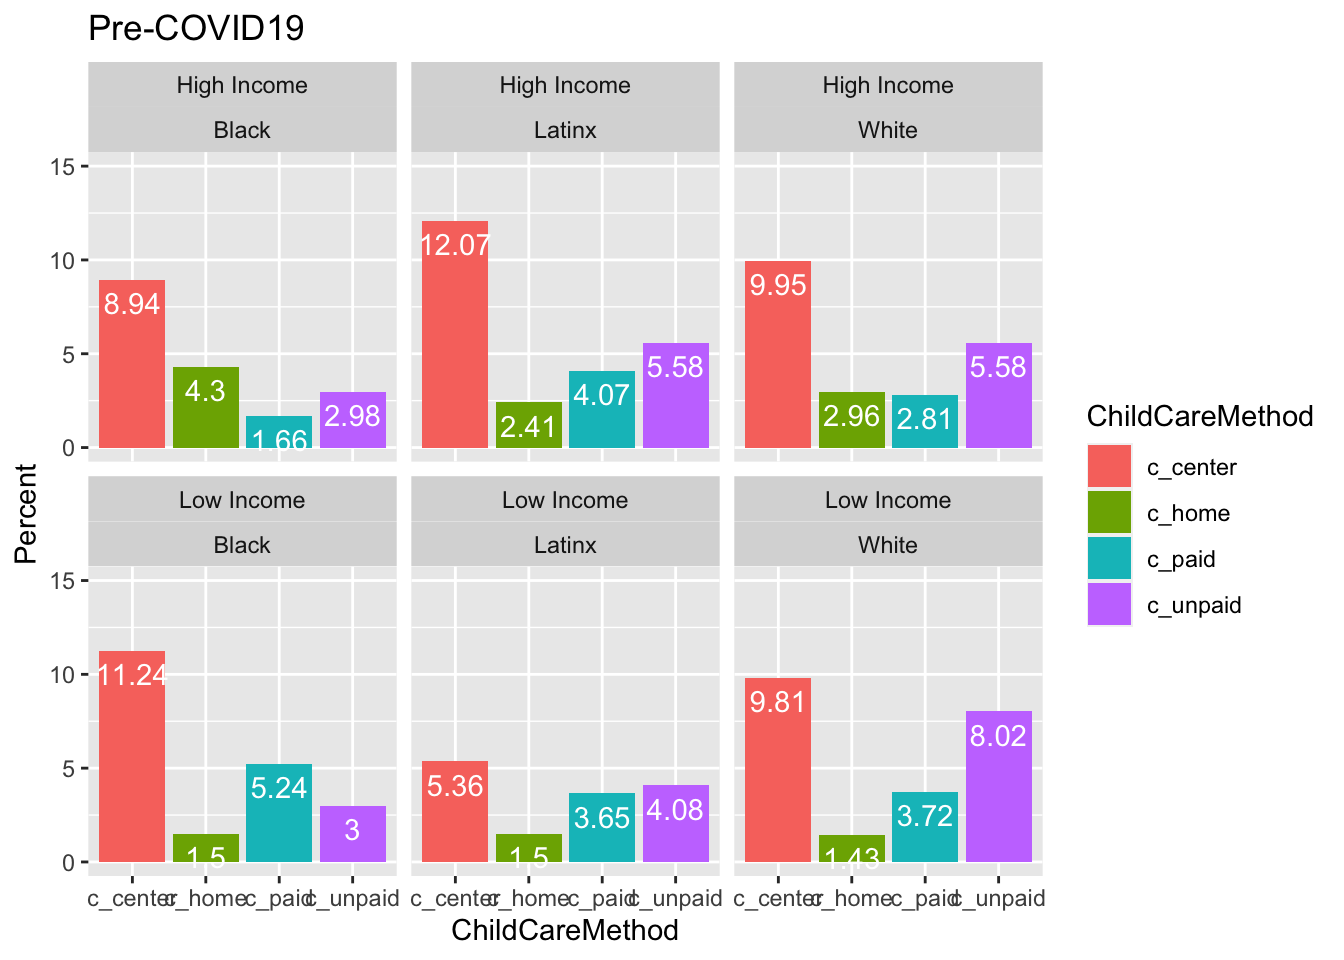 Pre-COVID19
High Income High Income High Income
Black Latinx White
15
10
5
0
8.94
4.3
1.66
2.98
12.07
2.41
4.07
5.58
9.95
2.96
2.81
5.58
Percent
Low Income Low Income Low Income
Black Latinx White
15
10
5
0
11.24
1.5
5.24
3
5.36
1.5
3.65
4.08
9.81
1.43
3.72
8.02
c_center c_home c_paid c_unpaid c_center c_home c_paid c_unpaid c_center c_home c_paid c_unpaid
ChildCareMethod
ChildCareMethod
c_center
c_home
c_paid
c_unpaid